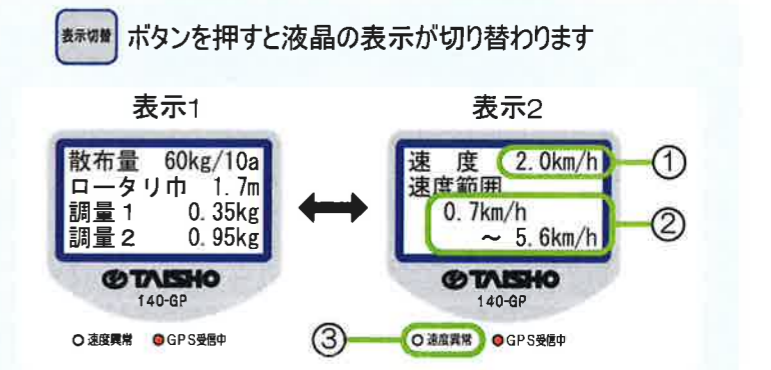 表示切替 ボタンを押すと液晶の表示が切り替わります
表示1
散布量 60kg/10a
ロータリ巾 1.7m
調量1 0.35kg
調量2 0.95kg
TAISHO
140-GP
○速度異常 ●GPS受信中
表示2
速 度 2.0km/h ①
速度範囲
0.7km/h ②
~ 5.6km/h
TAISHO
140-GP
③ ○速度異常 ●GPS受信中